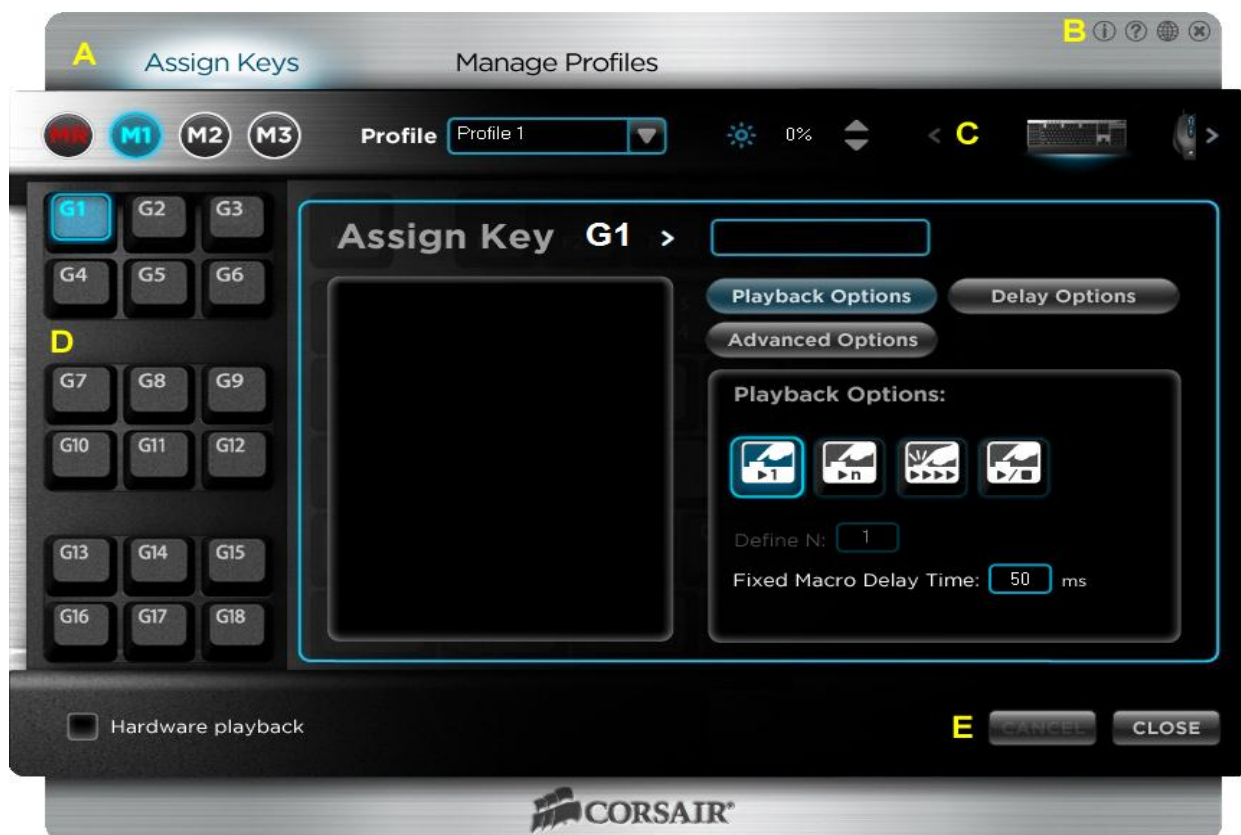 A Assign Keys Manage Profiles B
MR M1 M2 M3 Profile Profile 1 0% < C >
G1 G2 G3
G4 G5 G6
D
G7 G8 G9
G10 G11 G12
G13 G14 G15
G16 G17 G18
Assign Key G1 >
Playback Options Delay Options
Advanced Options
Playback Options:
1 n
Define N: 1
Fixed Macro Delay Time: 50 ms
Hardware playback E CANCEL CLOSE
CORSAIR